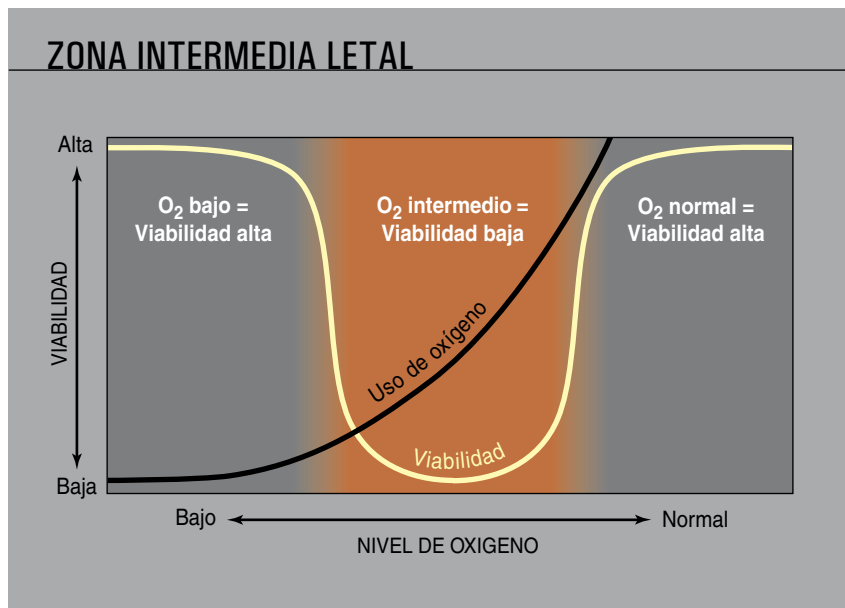 ZONA INTERMEDIA LETAL
Alta
O₂ bajo =
Viabilidad alta
O₂ intermedio =
Viabilidad baja
O₂ normal =
Viabilidad alta
VIABILIDAD
Uso de oxígeno
Viabilidad
Baja
Bajo
Normal
NIVEL DE OXIGENO